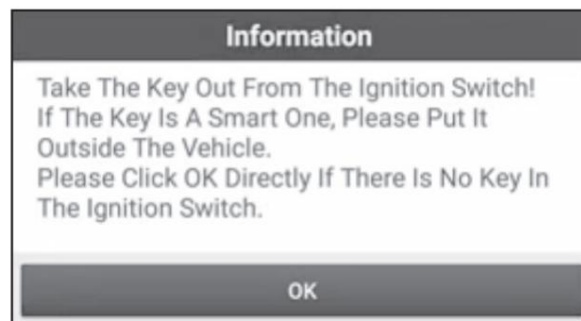 Information
Take The Key Out From The Ignition Switch!
If The Key Is A Smart One, Please Put It
Outside The Vehicle.
Please Click OK Directly If There Is No Key In
The Ignition Switch.
OK